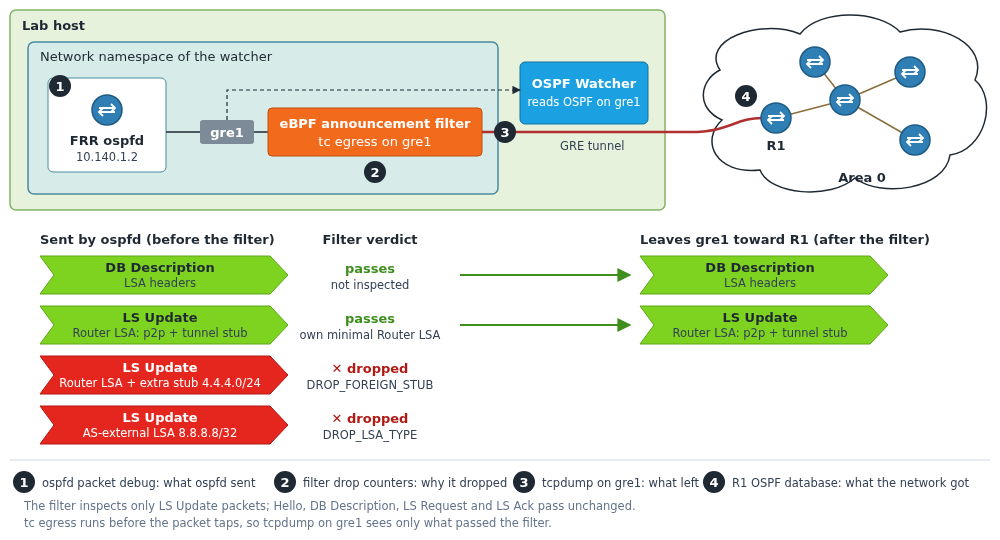 Lab host
Network namespace of the watcher
1
FRR ospfd
10.140.1.2
gre1
eBPF announcement filter
tc egress on gre1
2
OSPF Watcher
reads OSPF on gre1
3
GRE tunnel
4
R1
Area 0
Sent by ospfd (before the filter)
Filter verdict
Leaves gre1 toward R1 (after the filter)
DB Description
LSA headers
passes
not inspected
DB Description
LSA headers
LS Update
Router LSA: p2p + tunnel stub
passes
own minimal Router LSA
LS Update
Router LSA: p2p + tunnel stub
LS Update
Router LSA + extra stub 4.4.4.0/24
✕ dropped
DROP_FOREIGN_STUB
LS Update
AS-external LSA 8.8.8.8/32
✕ dropped
DROP_LSA_TYPE
1 ospfd packet debug: what ospfd sent
2 filter drop counters: why it dropped
3 tcpdump on gre1: what left
4 R1 OSPF database: what the network got
The filter inspects only LS Update packets; Hello, DB Description, LS Request and LS Ack pass unchanged.
tc egress runs before the packet taps, so tcpdump on gre1 sees only what passed the filter.